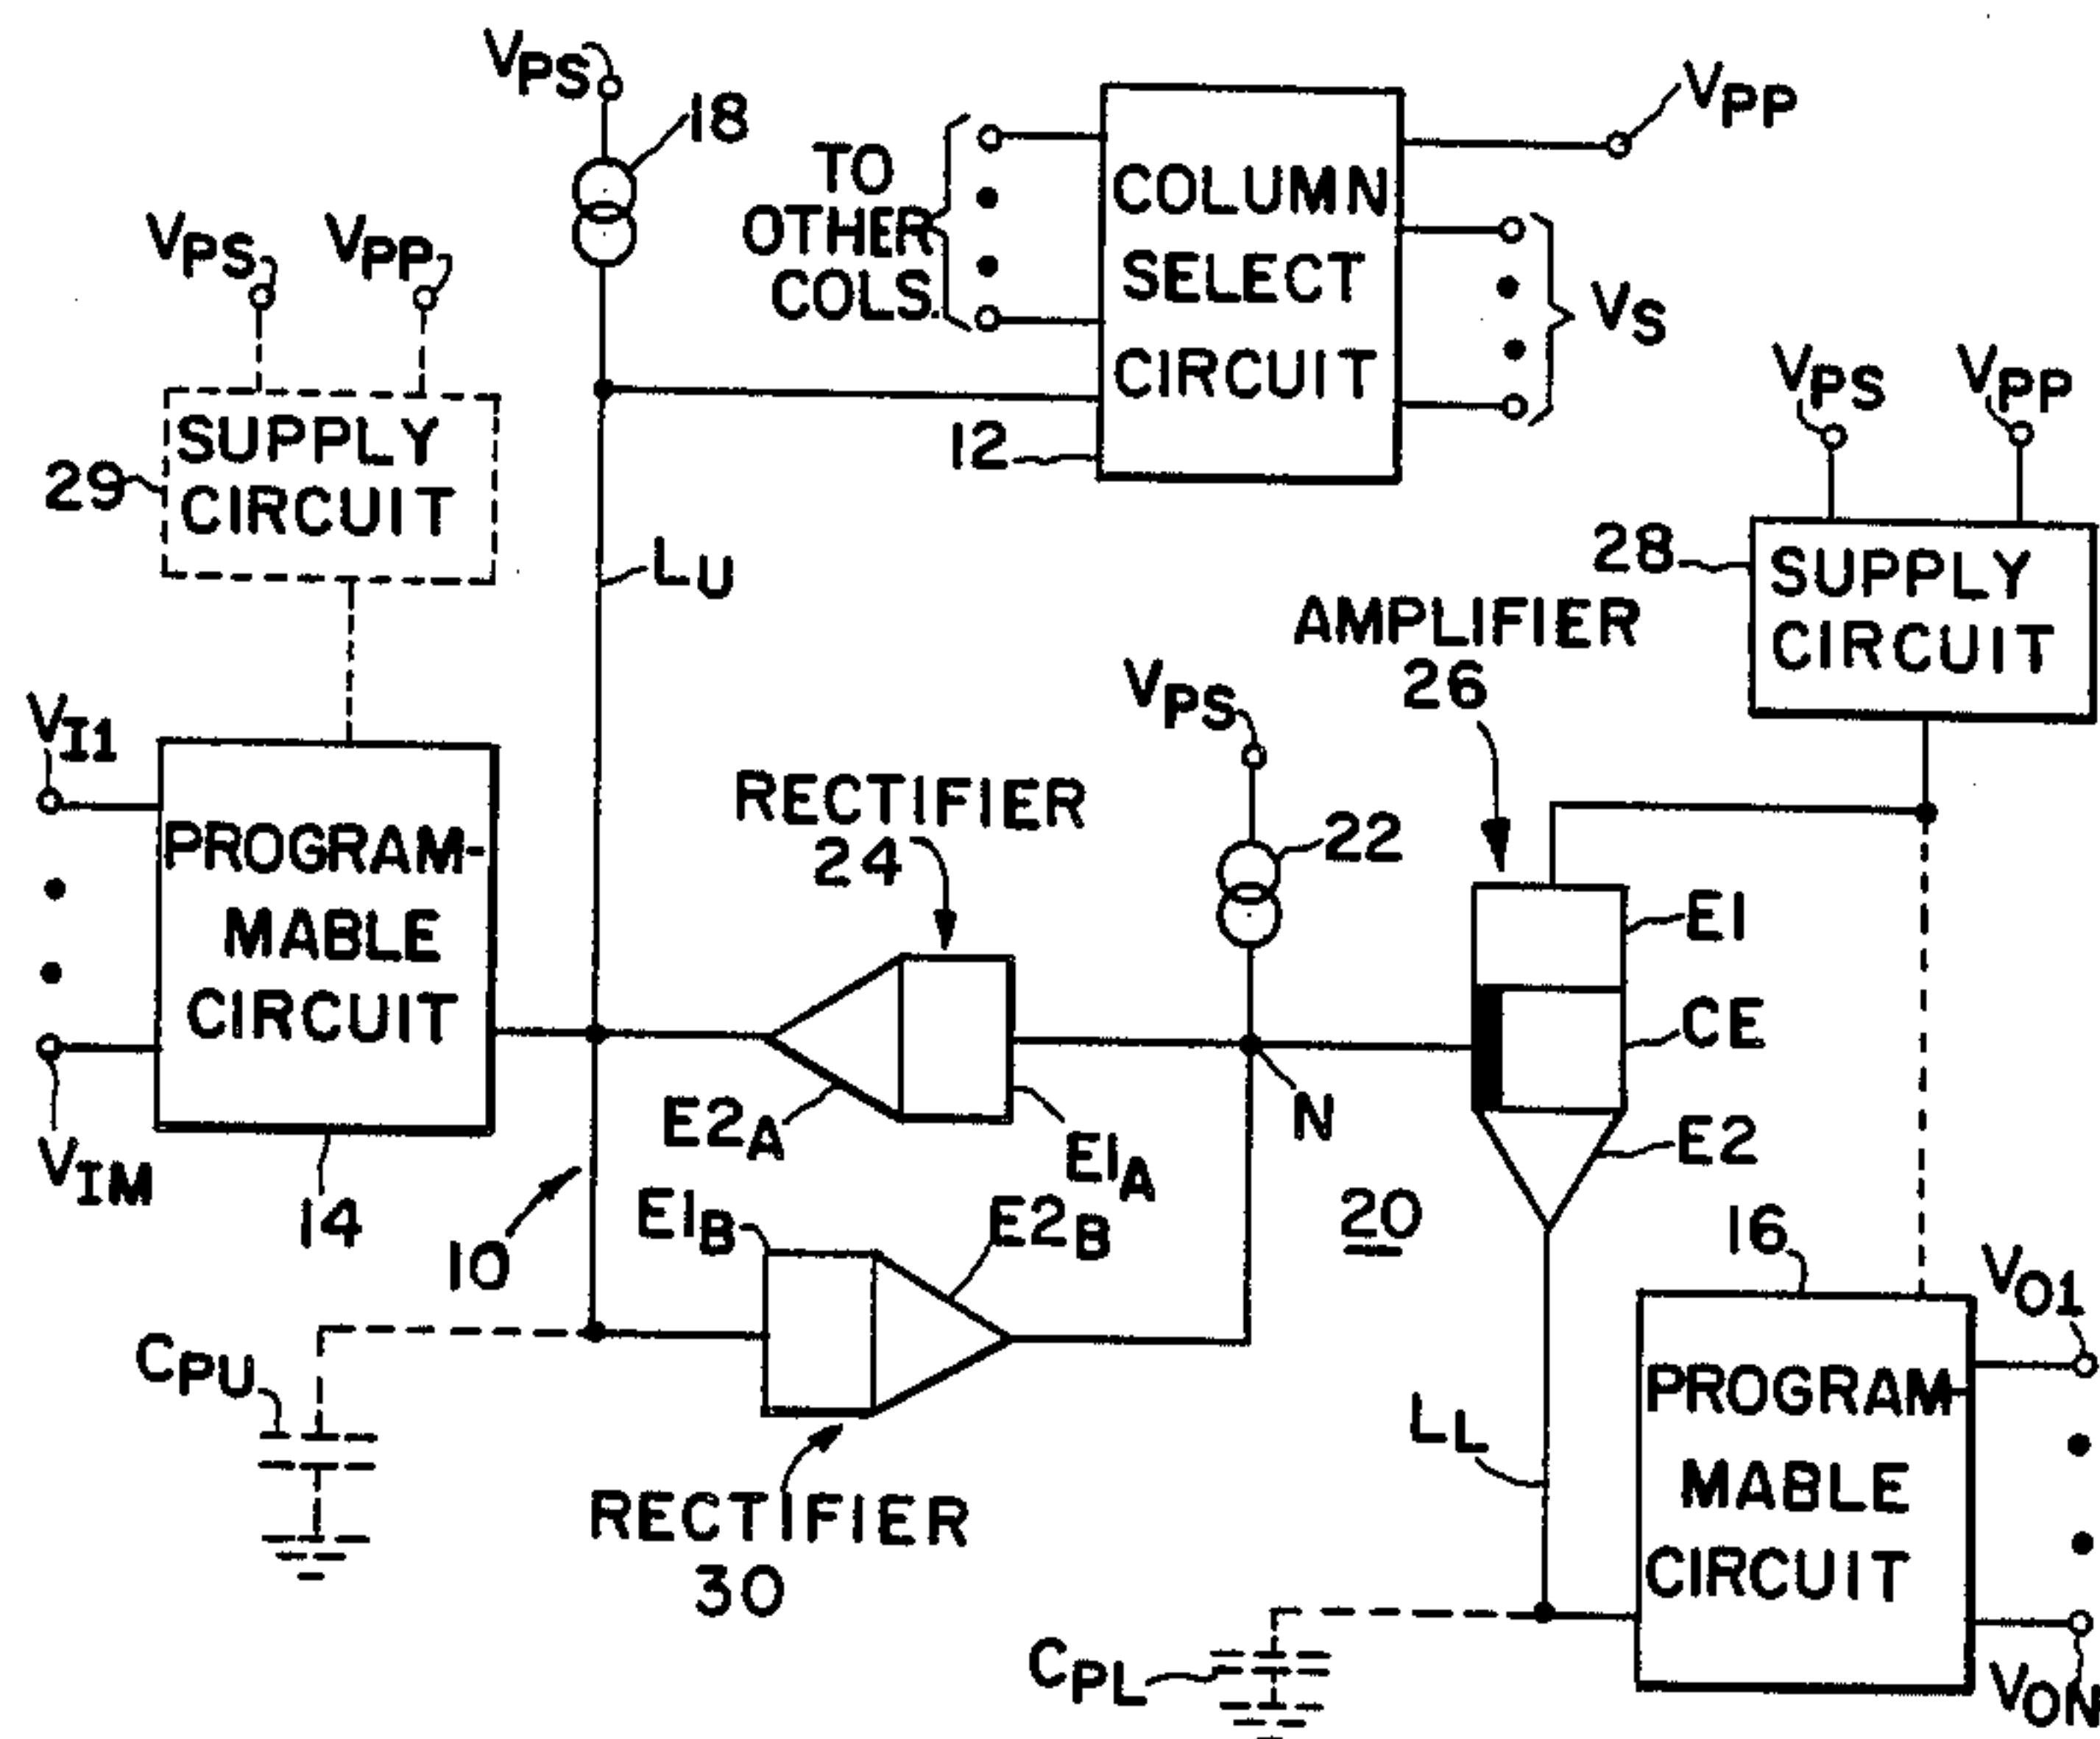 VPS
18
TO
OTHER
COLS.
COLUMN
SELECT
CIRCUIT
12
VPP
VS
VPS
VPP
SUPPLY
CIRCUIT
29
LU
VPS
VPP
28
SUPPLY
CIRCUIT
AMPLIFIER
26
VPS
22
VI1
PROGRAM-
MABLE
CIRCUIT
VIM
14
RECTIFIER
24
E2A
E1A
N
E1
CE
E2
10
E1B
E2B
20
16
VO1
CPU
RECTIFIER
30
LL
PROGRAM-
MABLE
CIRCUIT
CPL
VON